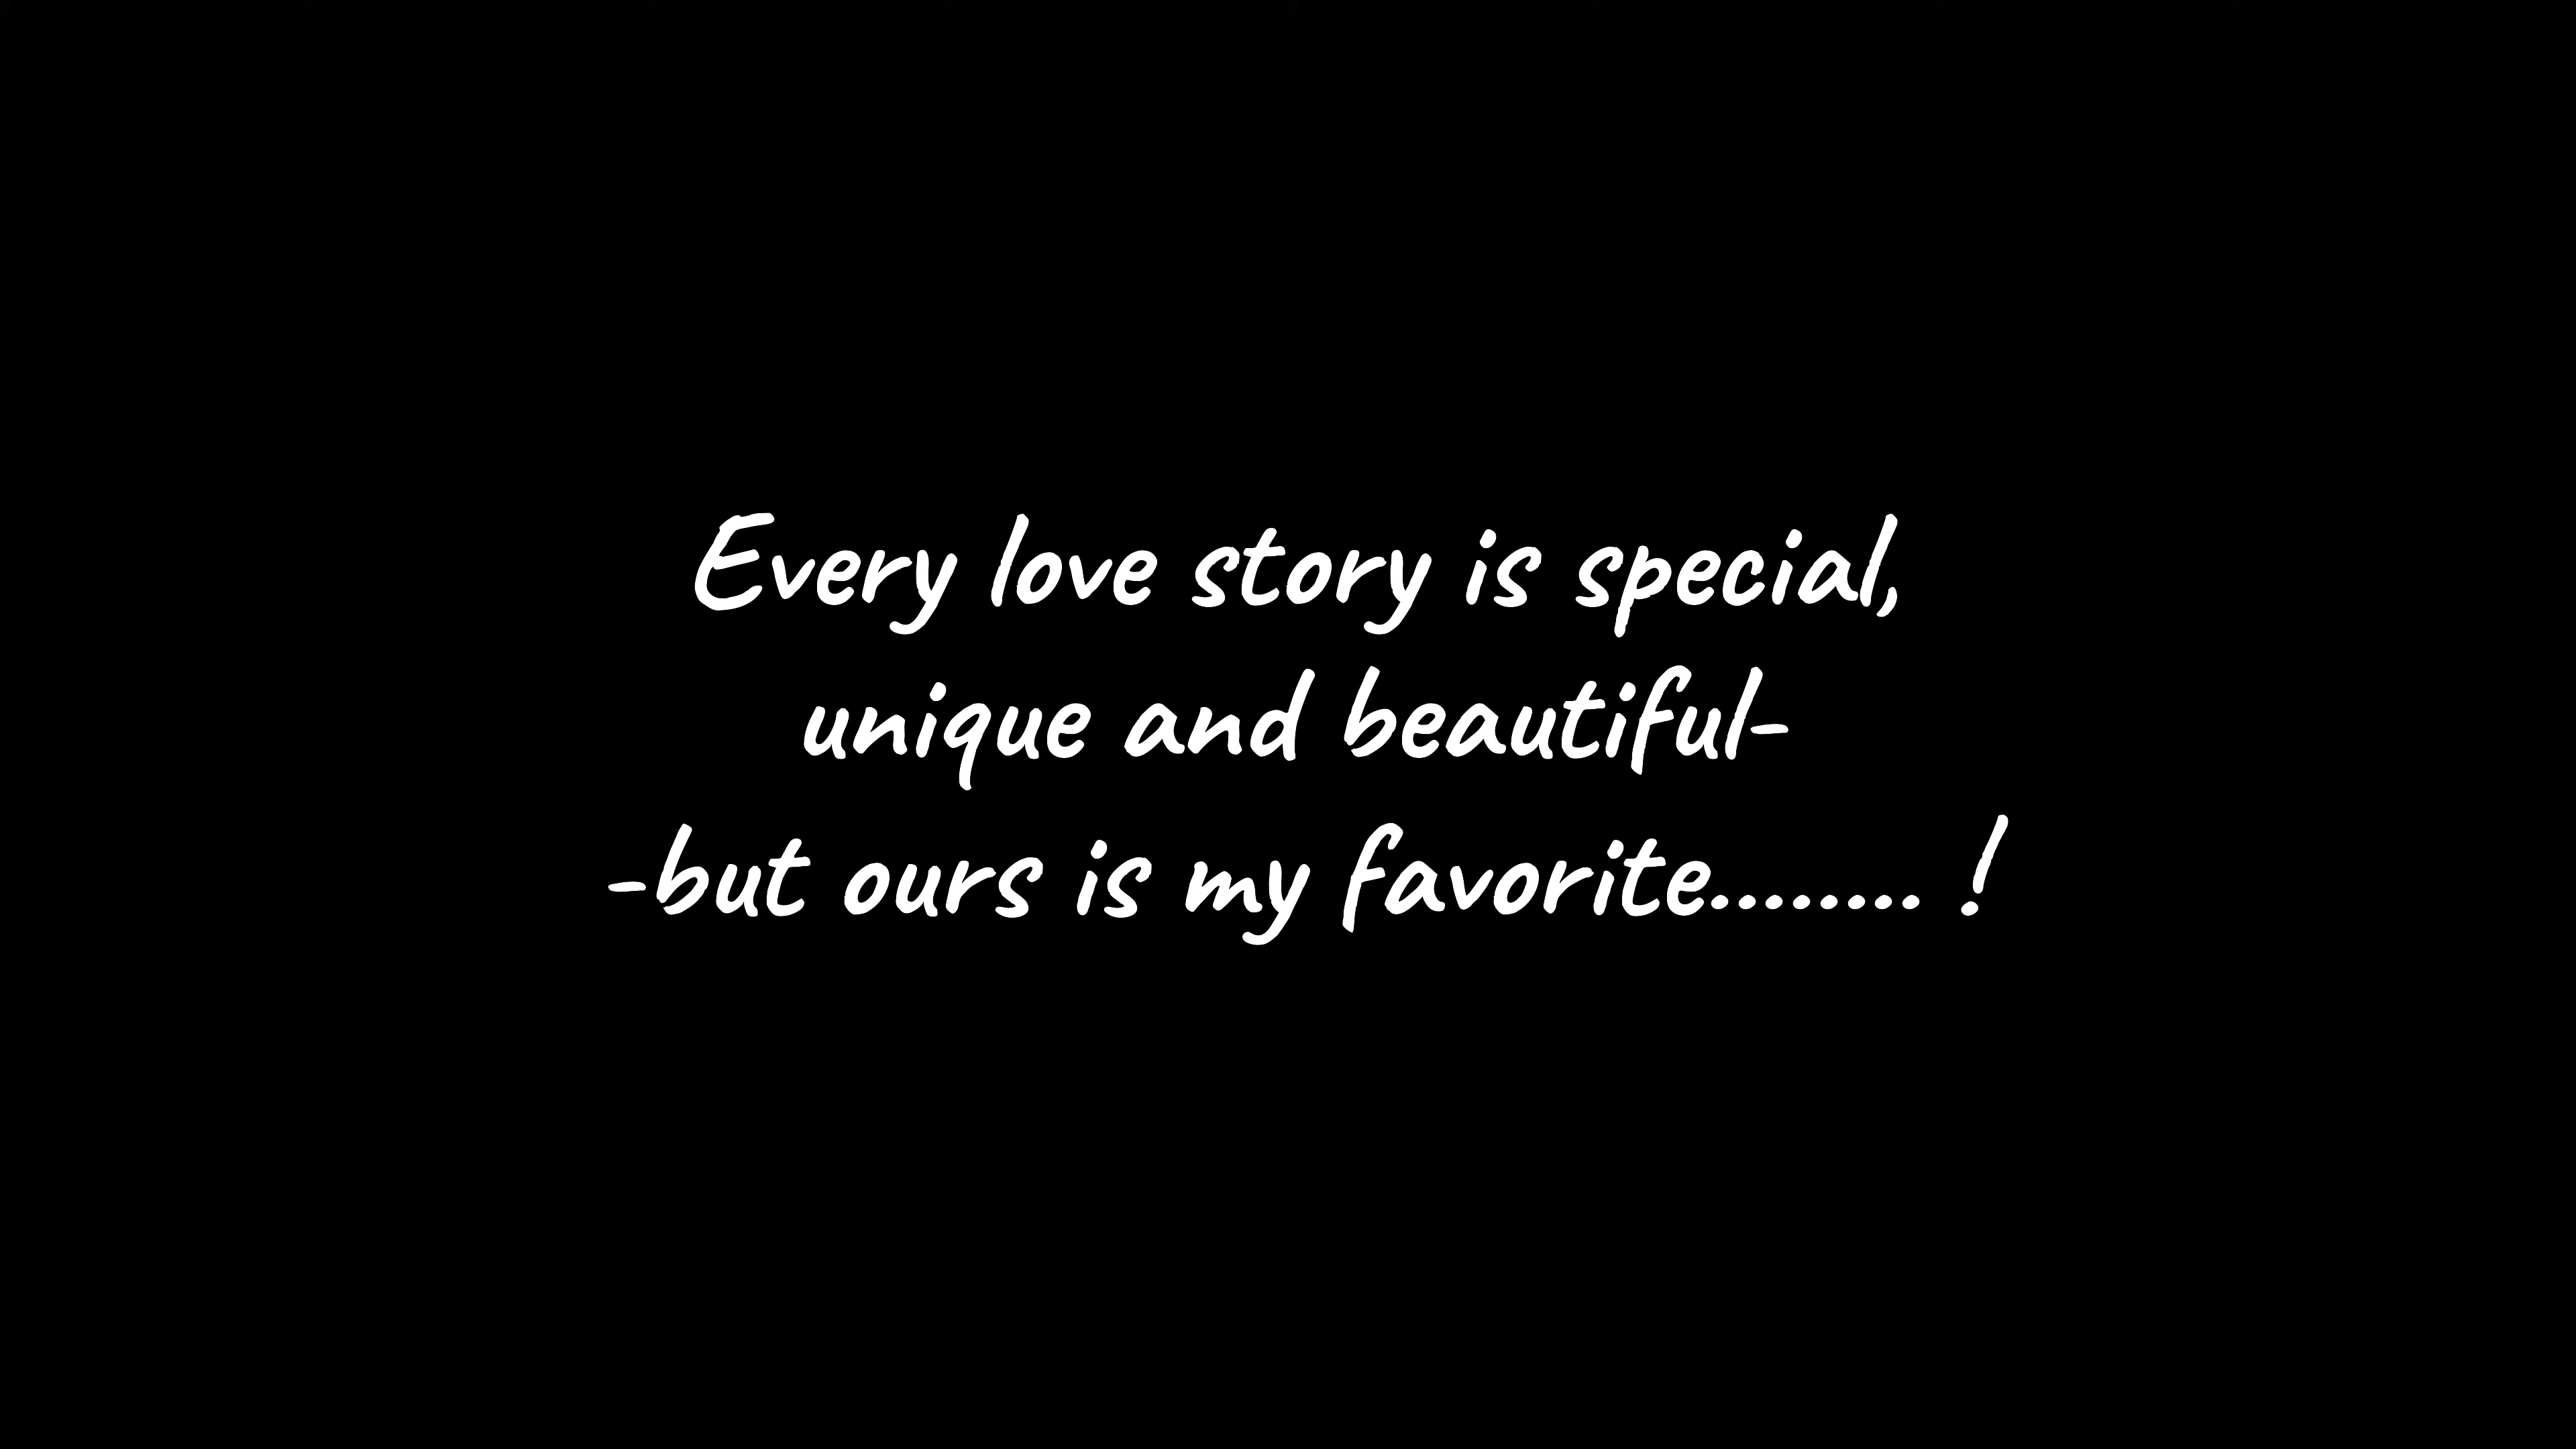 Every love story is special,
unique and beautiful-
-but ours is my favorite........ !